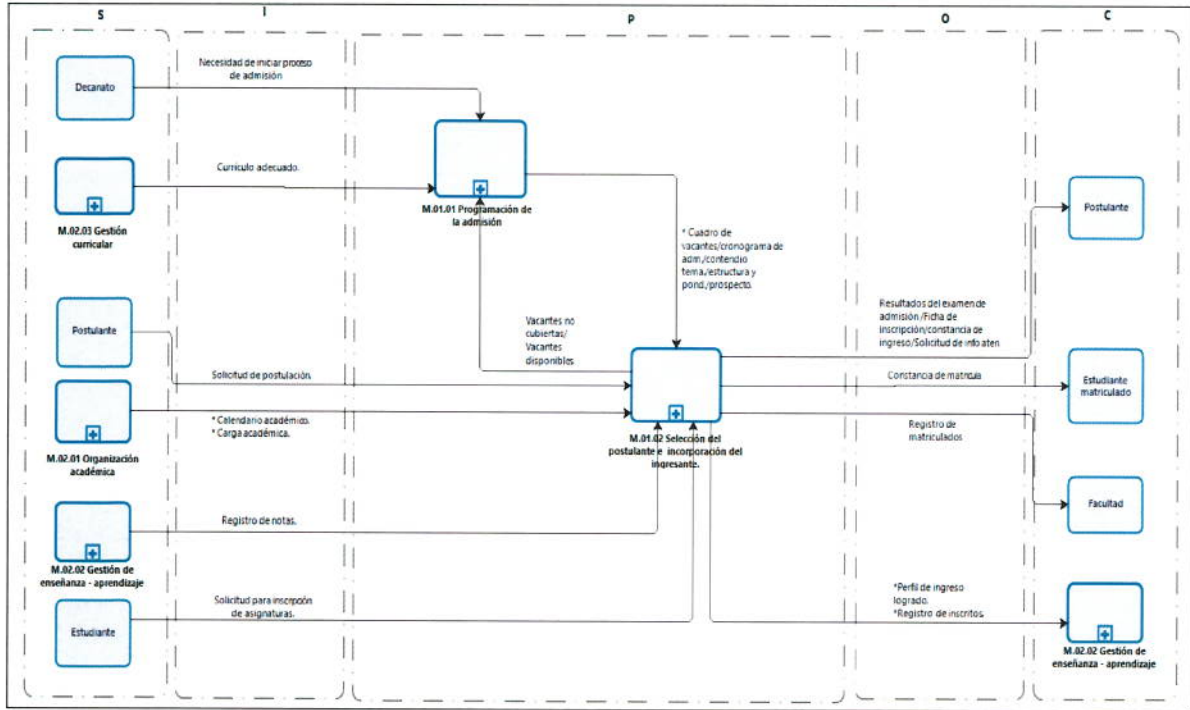 S
I
P
O
C
Decanato
Necesidad de iniciar proceso
de admisión
Currículo adecuado.
M.02.03 Gestión
curricular
M.01.01 Programación de
la admisión
* Cuadro de
vacantes/cronograma de
adm./contendio
tema./estructura y
pond./prospecto.
Postulante
Vacantes no
cubiertas/
Vacantes
disponibles
Resultados del examen de
admisión/Ficha de
inscripción/constancia de
ingreso/Solicitud de info aten
Postulante
Solicitud de postulación.
Constancia de matrícula
Estudiante
matriculado
* Calendario académico.
* Carga académica.
M.02.01 Organización
académica
M.01.02 Selección del
postulante e incorporación del
ingresante.
Registro de
matriculados
Registro de notas.
Facultad
M.02.02 Gestión de
enseñanza - aprendizaje
Solicitud para inscripción
de asignaturas.
Estudiante
*Perfil de ingreso
logrado.
*Registro de inscritos.
M.02.02 Gestión de
enseñanza - aprendizaje